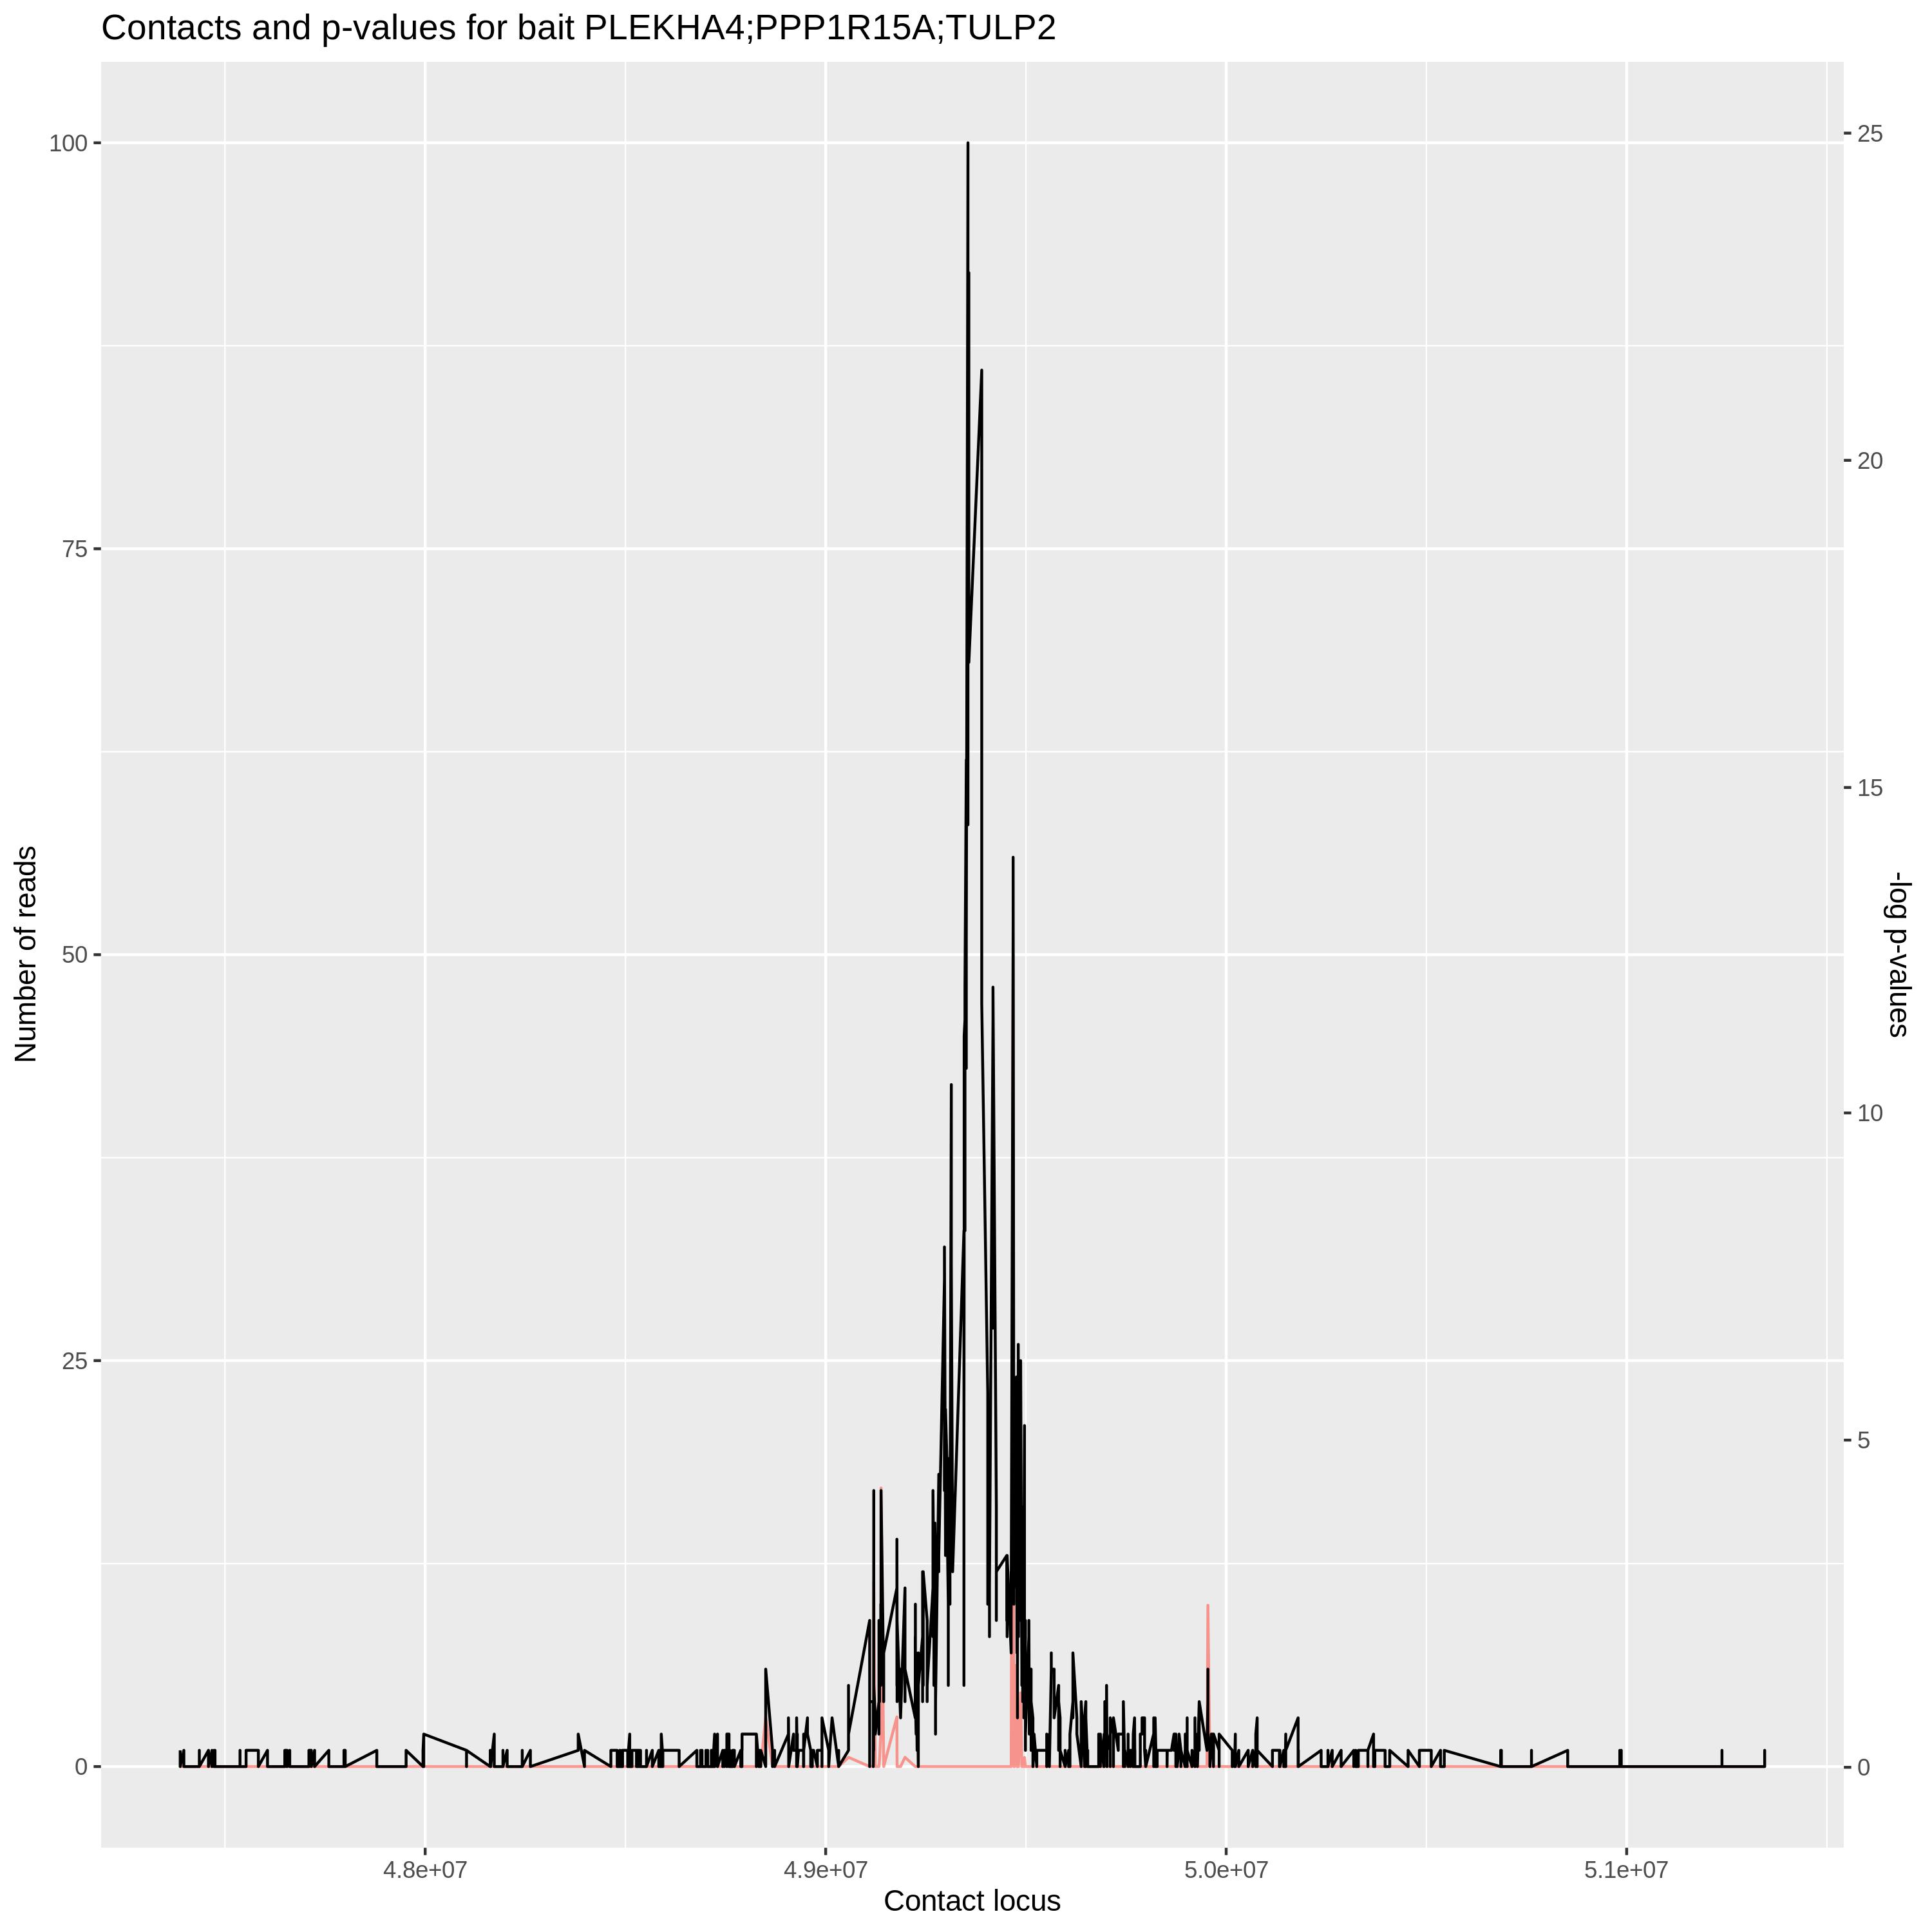 Contacts and p-values for bait PLEKHA4;PPP1R15A;TULP2
100
75
50
25
0
Number of reads
25
20
15
10
5
0
-log p-values
4.8e+07
4.9e+07
5.0e+07
5.1e+07
Contact locus